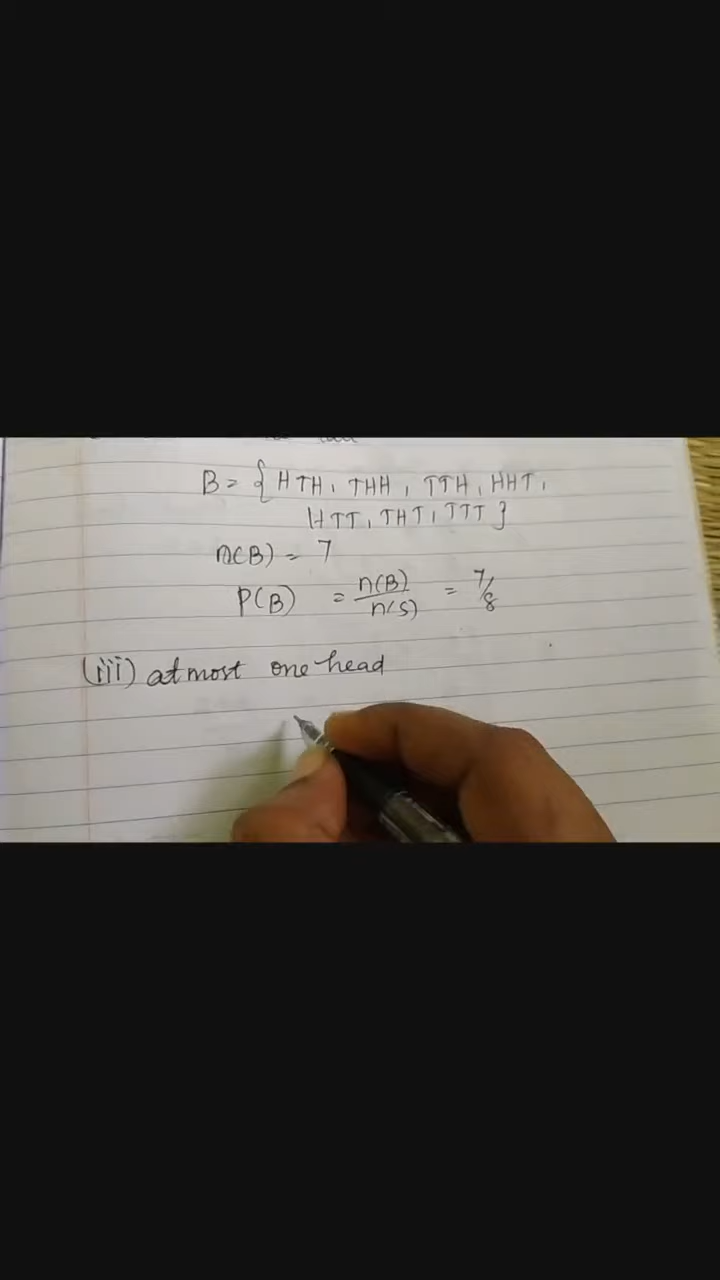 B = { HTH, THH, TTH, HHT,
HTT, THT, TTT }
n(B) = 7
P(B) = n(B)/n(S) = 7/8
(iii) at most one head